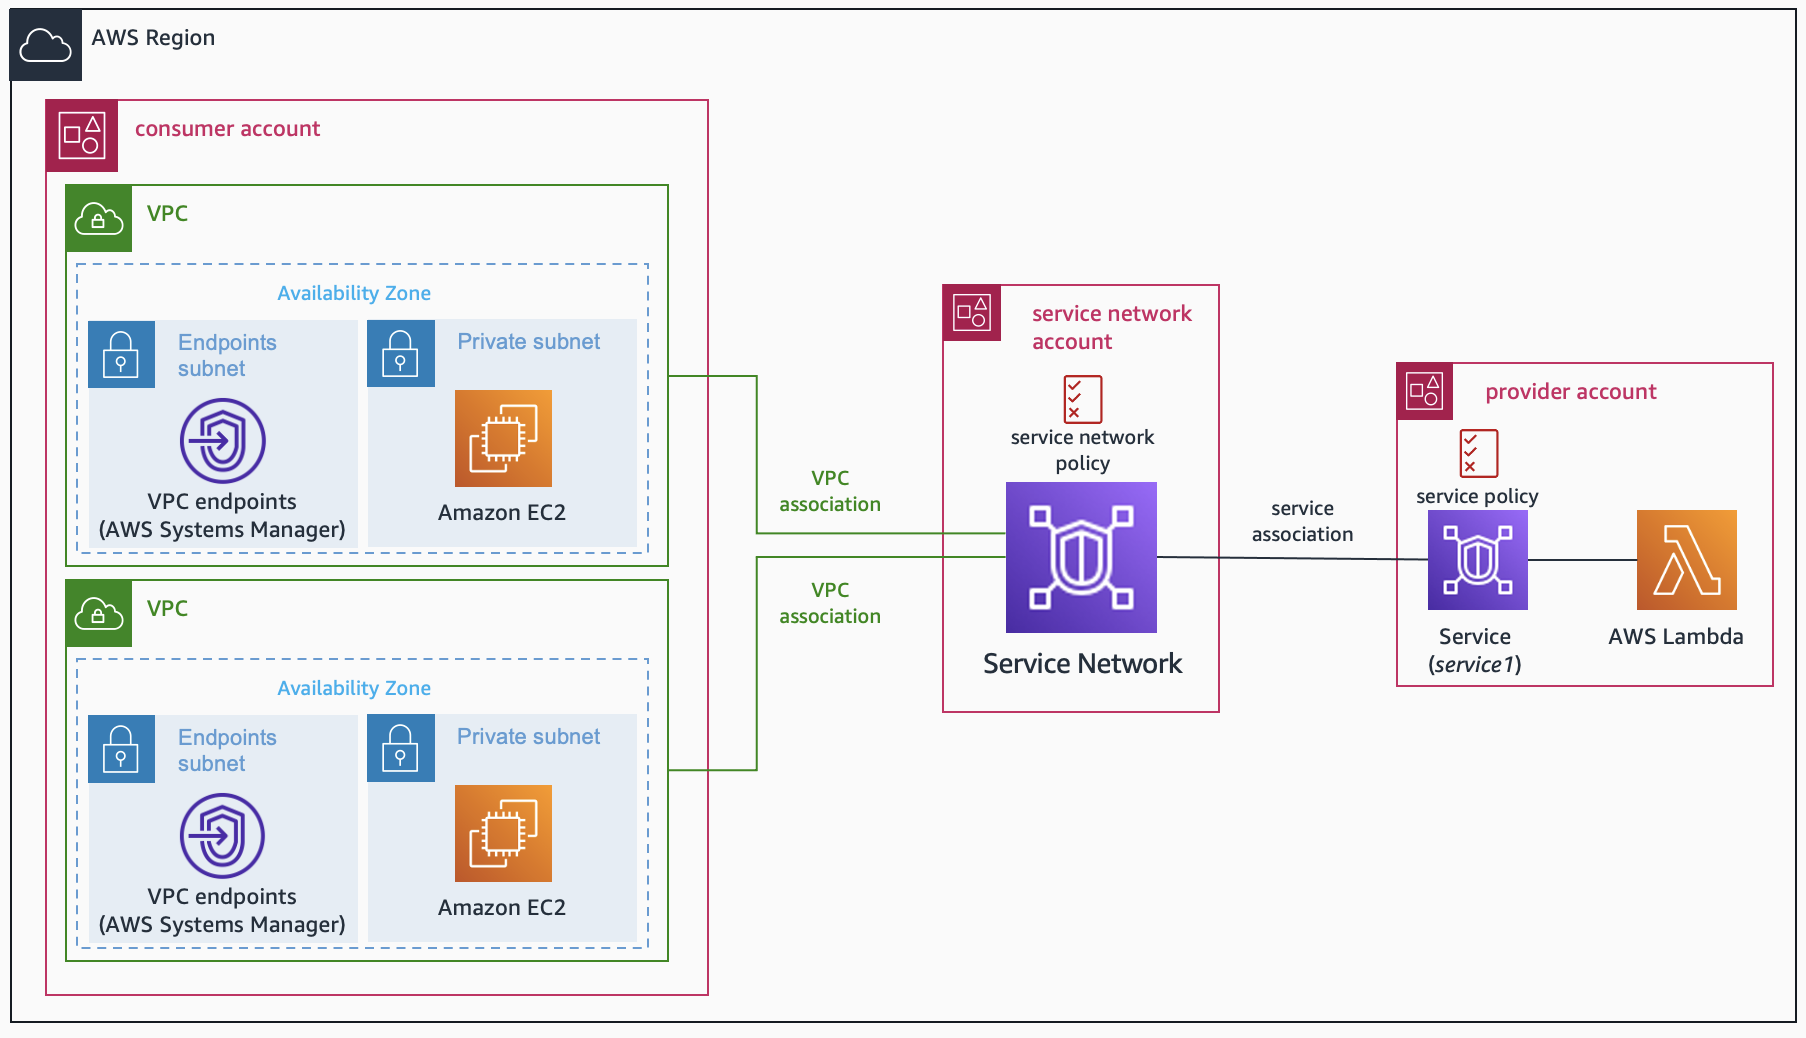 AWS Region
consumer account
VPC
Availability Zone
Endpoints
subnet
VPC endpoints
(AWS Systems Manager)
Private subnet
Amazon EC2
VPC
Availability Zone
Endpoints
subnet
VPC endpoints
(AWS Systems Manager)
Private subnet
Amazon EC2
VPC
association
VPC
association
service network
account
service network
policy
Service Network
service
association
provider account
service policy
Service
(service1)
AWS Lambda